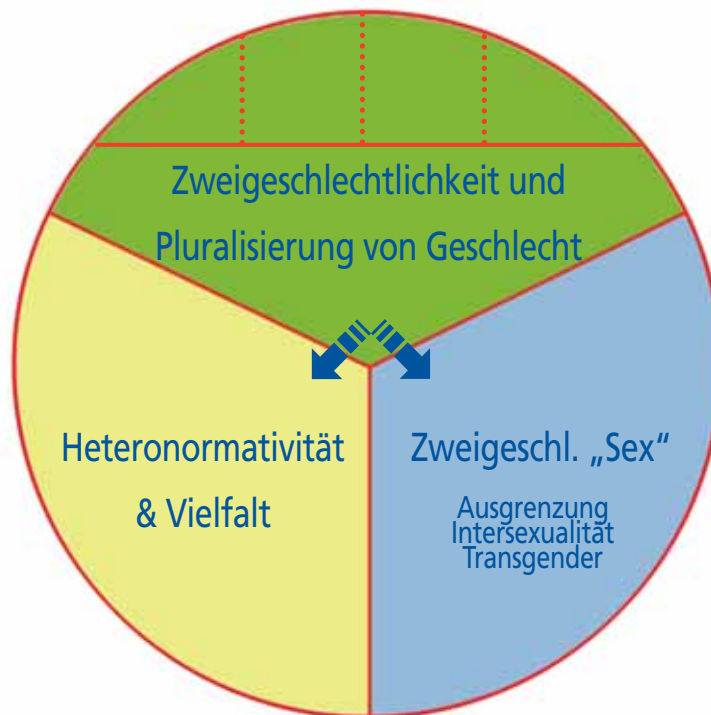 Zweigeschlechtlichkeit und
Pluralisierung von Geschlecht
Heteronormativität
& Vielfalt
Zweigeschl. „Sex“
Ausgrenzung
Intersexualität
Transgender